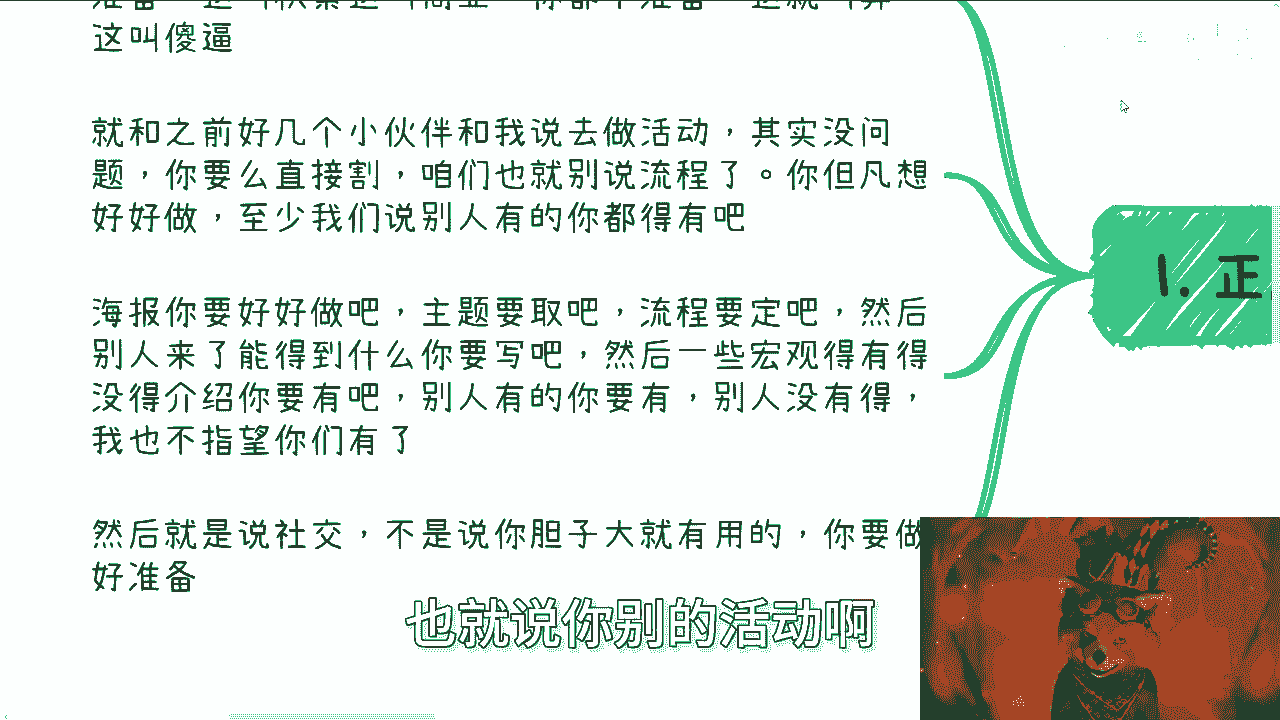 这叫傻逼
就和之前好几个小伙伴和我说去做活动，其实没问
题，你要么直接割，咱们也就别说流程了。你但凡想
好好做，至少我们说别人有的你都得有吧
海报你要好好做吧，主题要取吧，流程要定吧，然后
别人来了能得到什么你要写吧，然后一些宏观得有得
没得介绍你要有吧，别人有的你要有，别人没有得，
我也不指望你们有了
然后就是说社交，不是说你胆子大就有用的，你要做
好准备
1. 正
也就说你别的活动啊